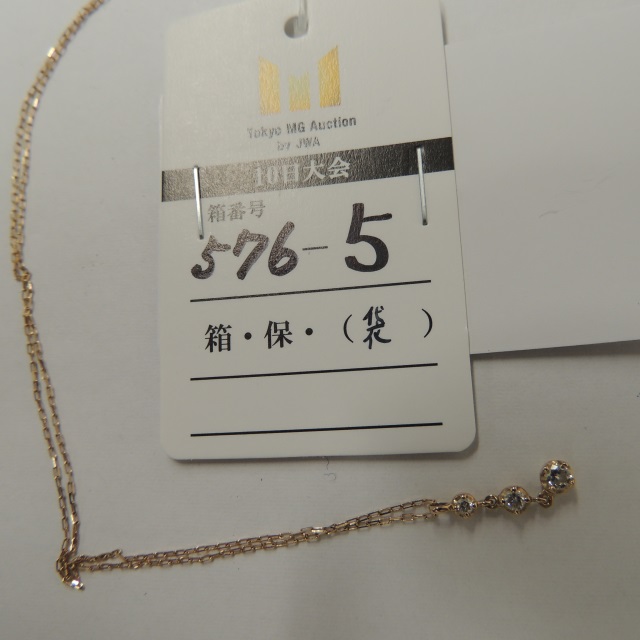 Tokyo MG Auction
by JWA
10日大会
箱番号
576-5
箱・保・(袋)